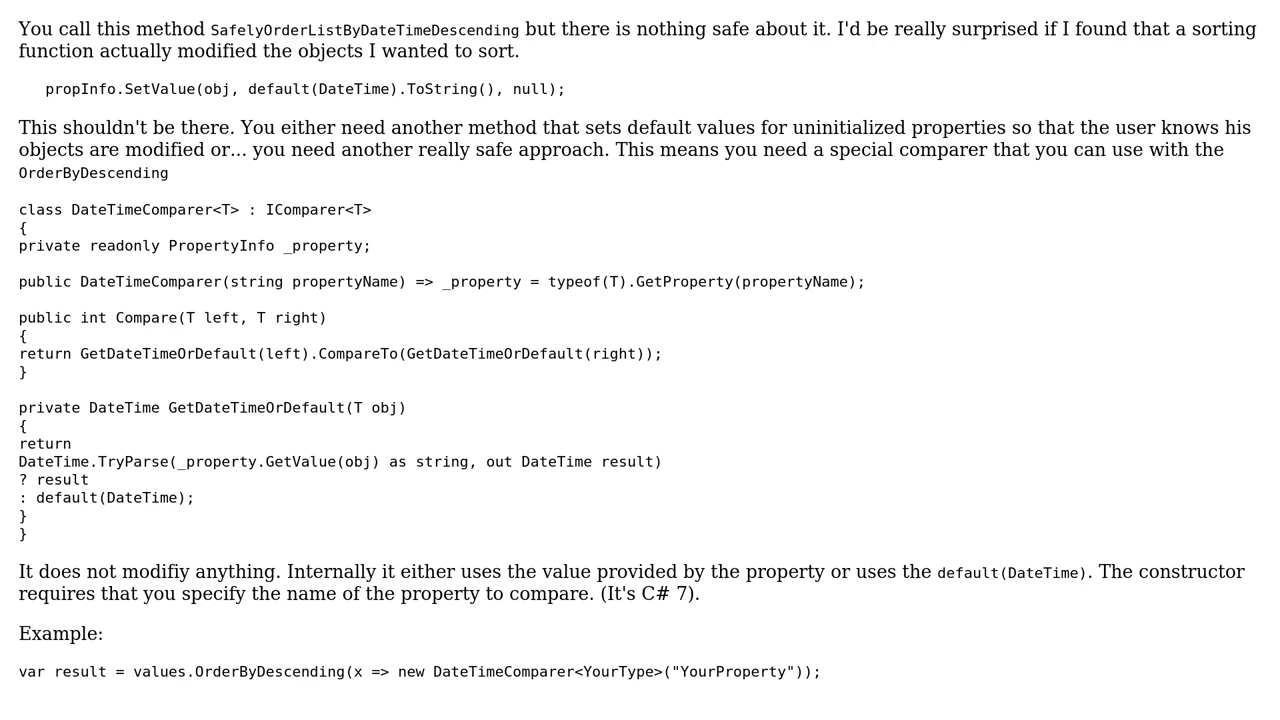 You call this method SafelyOrderListByDateTimeDescending but there is nothing safe about it. I'd be really surprised if I found that a sorting
function actually modified the objects I wanted to sort.
propInfo.SetValue(obj, default(DateTime).ToString(), null);
This shouldn't be there. You either need another method that sets default values for uninitialized properties so that the user knows his
objects are modified or... you need another really safe approach. This means you need a special comparer that you can use with the
OrderByDescending
class DateTimeComparer<T> : IComparer<T>
{
private readonly PropertyInfo _property;
public DateTimeComparer(string propertyName) => _property = typeof(T).GetProperty(propertyName);
public int Compare(T left, T right)
{
return GetDateTimeOrDefault(left).CompareTo(GetDateTimeOrDefault(right));
}
private DateTime GetDateTimeOrDefault(T obj)
{
return
DateTime.TryParse(_property.GetValue(obj) as string, out DateTime result)
? result
: default(DateTime);
}
}
It does not modifiy anything. Internally it either uses the value provided by the property or uses the default(DateTime). The constructor
requires that you specify the name of the property to compare. (It's C# 7).
Example:
var result = values.OrderByDescending(x => new DateTimeComparer<YourType>("YourProperty"));